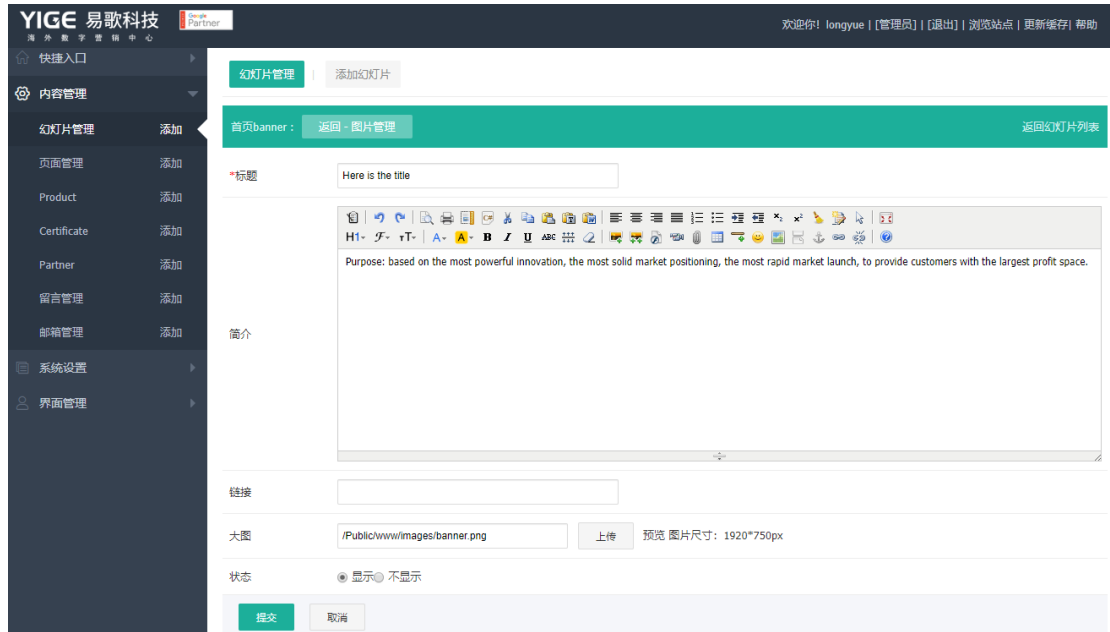 YIGE 易歌科技
海外数字营销中心
Google Partner
欢迎你！longyue | [管理员] | [退出] | 浏览站点 | 更新缓存| 帮助
快捷入口
内容管理
幻灯片管理 添加
页面管理 添加
Product 添加
Certificate 添加
Partner 添加
留言管理 添加
邮箱管理 添加
系统设置
界面管理
幻灯片管理 | 添加幻灯片
首页banner： 返回 - 图片管理 返回幻灯片列表
*标题 Here is the title
H1 F тT A A B I U ABC
简介 Purpose: based on the most powerful innovation, the most solid market positioning, the most rapid market launch, to provide customers with the largest profit space.
链接
大图 /Public/www/images/banner.png 上传 预览 图片尺寸：1920*750px
状态 显示 不显示
提交 取消